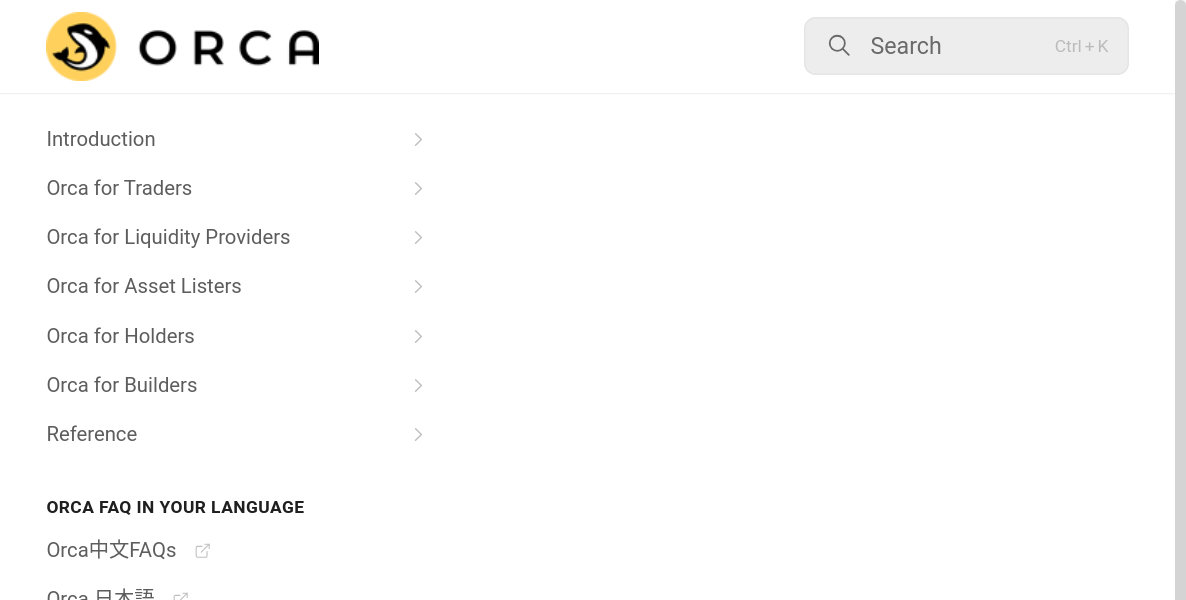 ORCA
Search Ctrl + K
Introduction
Orca for Traders
Orca for Liquidity Providers
Orca for Asset Listers
Orca for Holders
Orca for Builders
Reference
ORCA FAQ IN YOUR LANGUAGE
Orca中文FAQs
Orca 日本語